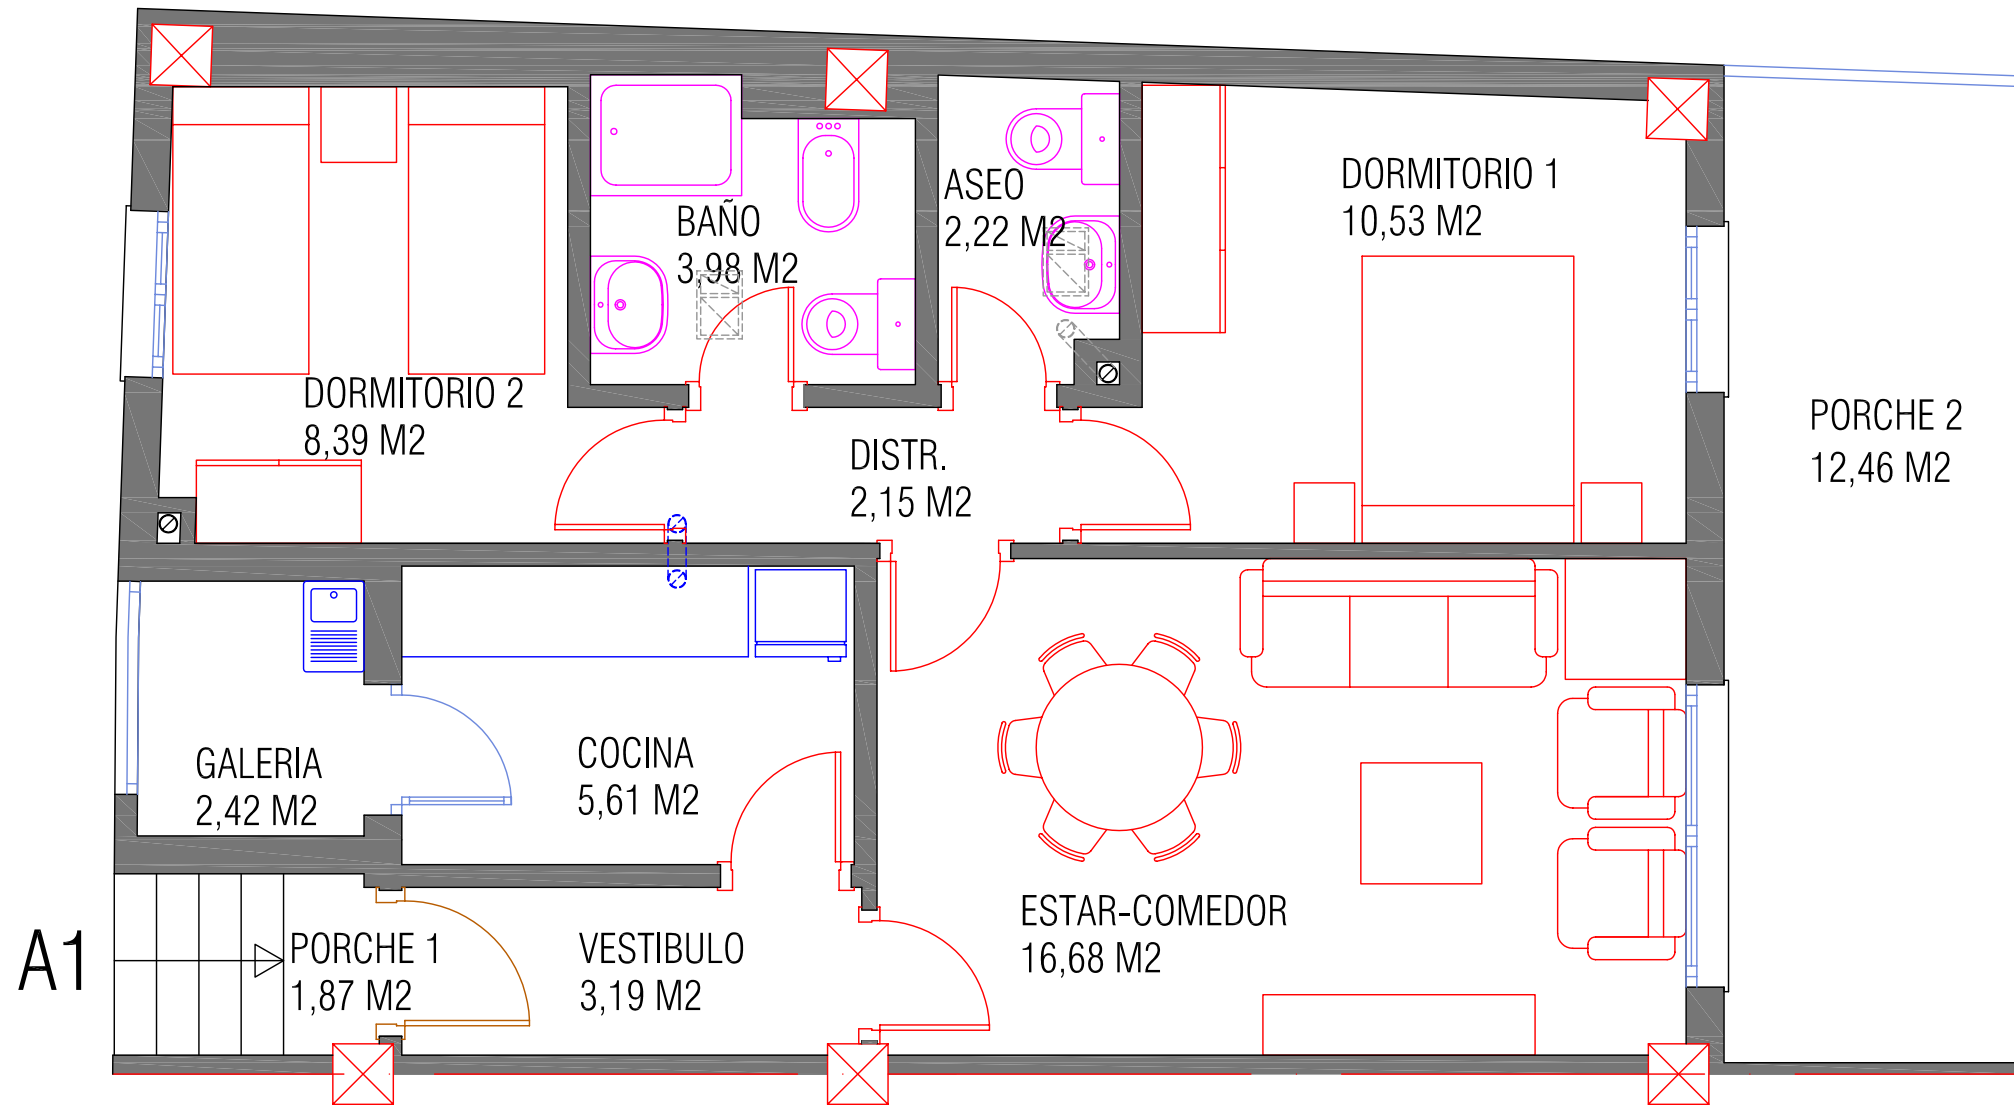 DORMITORIO 2
8,39 M2
BAÑO
3,98 M2
ASEO
2,22 M2
DORMITORIO 1
10,53 M2
DISTR.
2,15 M2
PORCHE 2
12,46 M2
GALERIA
2,42 M2
COCINA
5,61 M2
ESTAR-COMEDOR
16,68 M2
A1
PORCHE 1
1,87 M2
VESTIBULO
3,19 M2